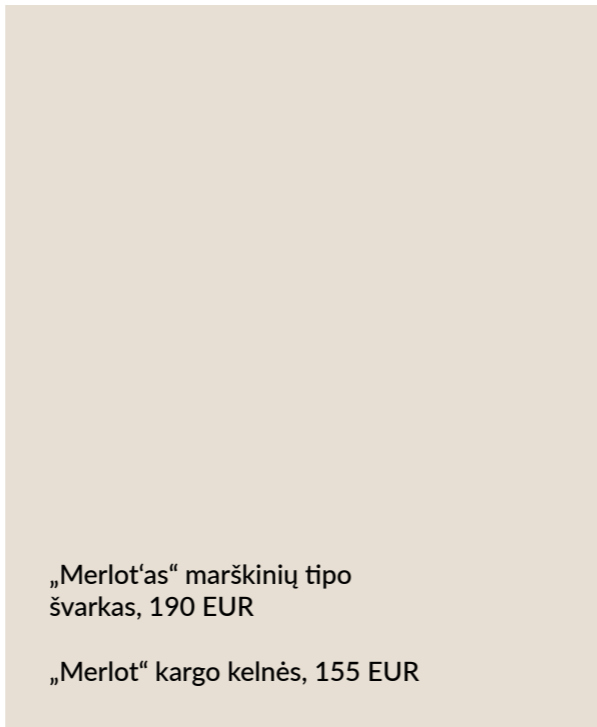 „Merlot‘as“ marškinių tipo
švarkas, 190 EUR
„Merlot“ kargo kelnės, 155 EUR